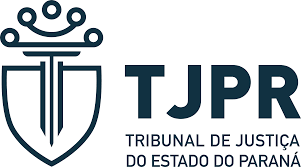 TJPR
TRIBUNAL DE JUSTIÇA
DO ESTADO DO PARANÁ